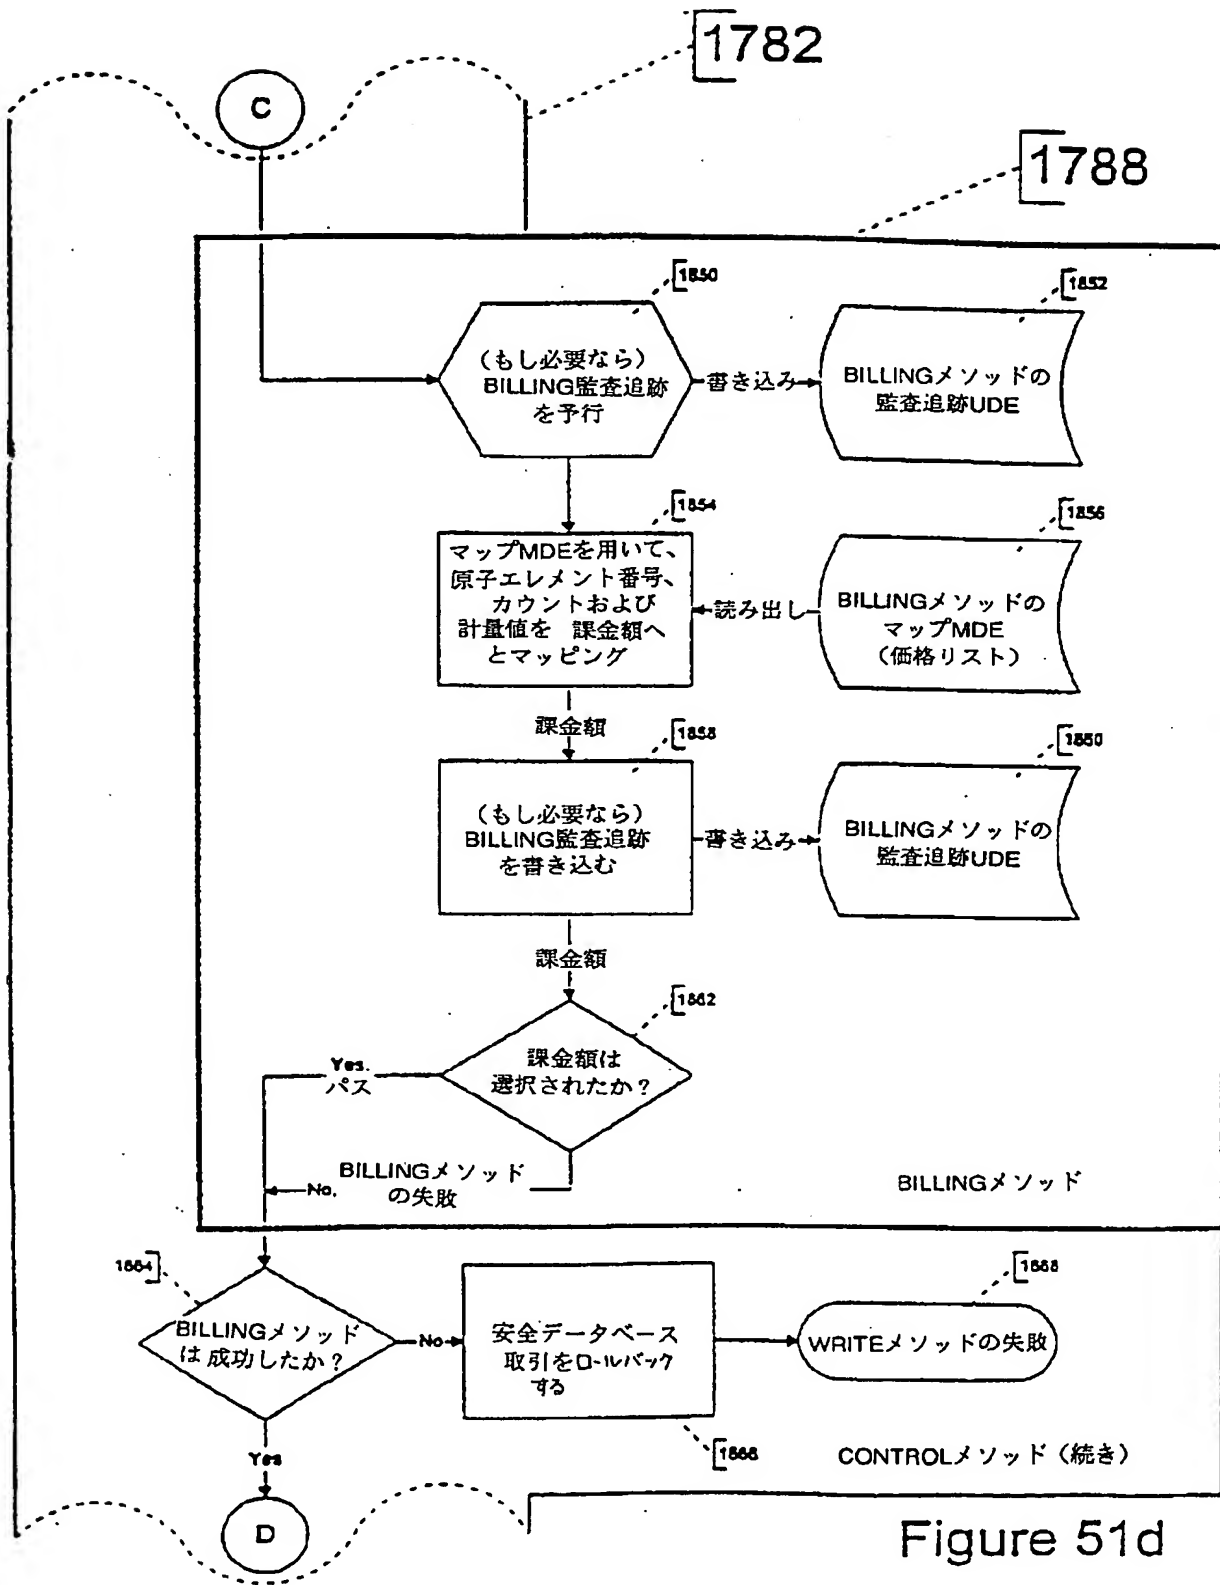 1782
C
1788
1850
(もし必要なら)
BILLING監査追跡
を予行
書き込み
1852
BILLINGメソッドの
監査追跡UDE
1854
マップMDEを用いて、
原子エレメント番号、
カウントおよび
計量値を 課金額へ
とマッピング
読み出し
1856
BILLINGメソッドの
マップMDE
(価格リスト)
課金額
1858
(もし必要なら)
BILLING監査追跡
を書き込む
書き込み
1860
BILLINGメソッドの
監査追跡UDE
課金額
1862
課金額は
選択されたか?
Yes.
パス
No.
BILLINGメソッド
の失敗
BILLINGメソッド
1864
BILLINGメソッド
は 成功したか?
No
安全データベース
取引をロールバック
する
1866
1868
WRITEメソッドの失敗
Yes
CONTROLメソッド(続き)
D
Figure 51d